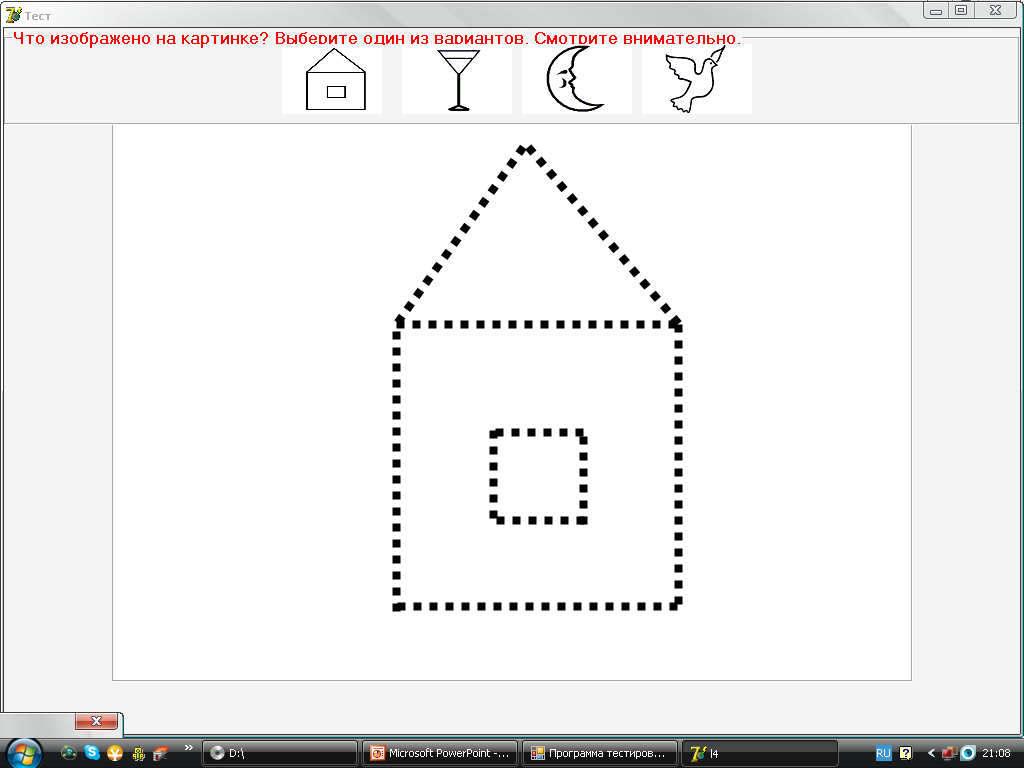 Тест
Что изображено на картинке? Выберите один из вариантов. Смотрите внимательно.
D:\
Microsoft PowerPoint -...
Программа тестиров...
l4
RU
21:08